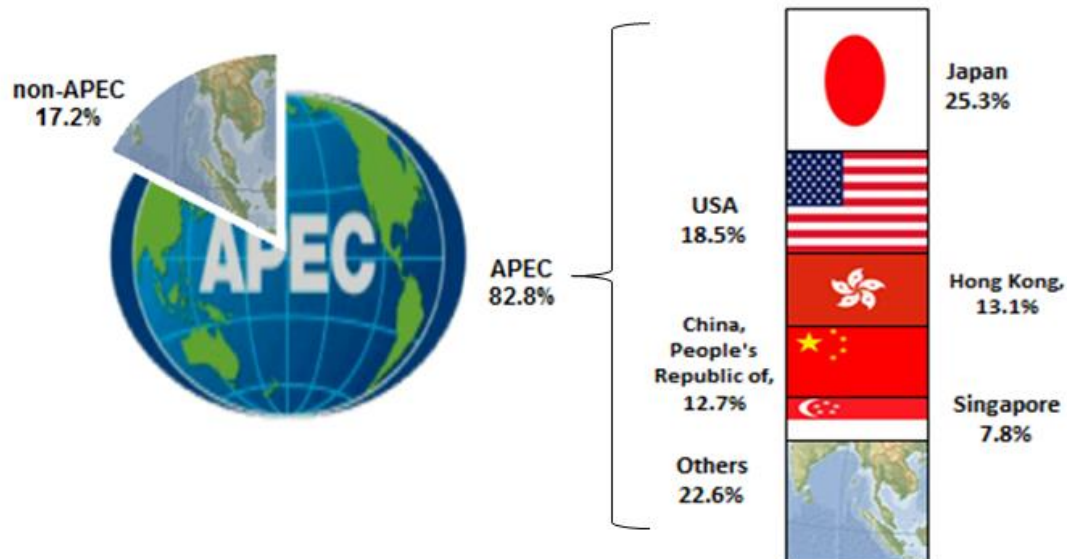 non-APEC
17.2%
APEC
APEC
82.8%
Japan
25.3%
USA
18.5%
Hong Kong,
13.1%
China,
People's
Republic of,
12.7%
Singapore
7.8%
Others
22.6%